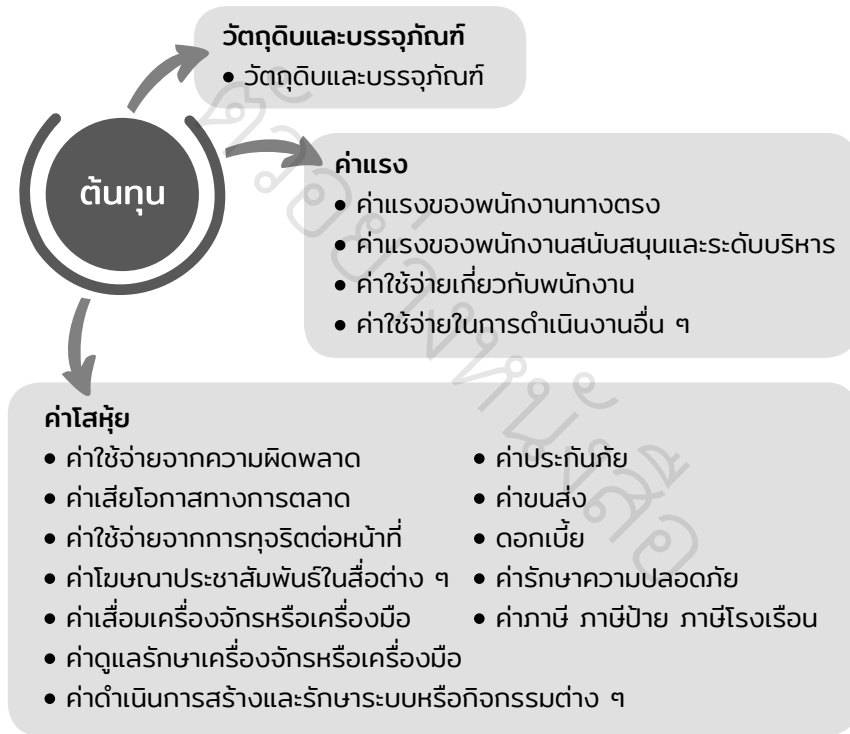 วัตถุดิบและบรรจุภัณฑ์
• วัตถุดิบและบรรจุภัณฑ์
ต้นทุน
ค่าแรง
• ค่าแรงของพนักงานทางตรง
• ค่าแรงของพนักงานสนับสนุนและระดับบริหาร
• ค่าใช้จ่ายเกี่ยวกับพนักงาน
• ค่าใช้จ่ายในการดำเนินงานอื่น ๆ
ค่าโสหุ้ย
• ค่าใช้จ่ายจากความผิดพลาด
• ค่าเสียโอกาสทางการตลาด
• ค่าใช้จ่ายจากการทุจริตต่อหน้าที่
• ค่าโฆษณาประชาสัมพันธ์ในสื่อต่าง ๆ
• ค่าเสื่อมเครื่องจักรหรือเครื่องมือ
• ค่าดูแลรักษาเครื่องจักรหรือเครื่องมือ
• ค่าดำเนินการสร้างและรักษาระบบหรือกิจกรรมต่าง ๆ
• ค่าประกันภัย
• ค่าขนส่ง
• ดอกเบี้ย
• ค่ารักษาความปลอดภัย
• ค่าภาษี ภาษีป้าย ภาษีโรงเรือน
ตัวอย่างหนังสือ